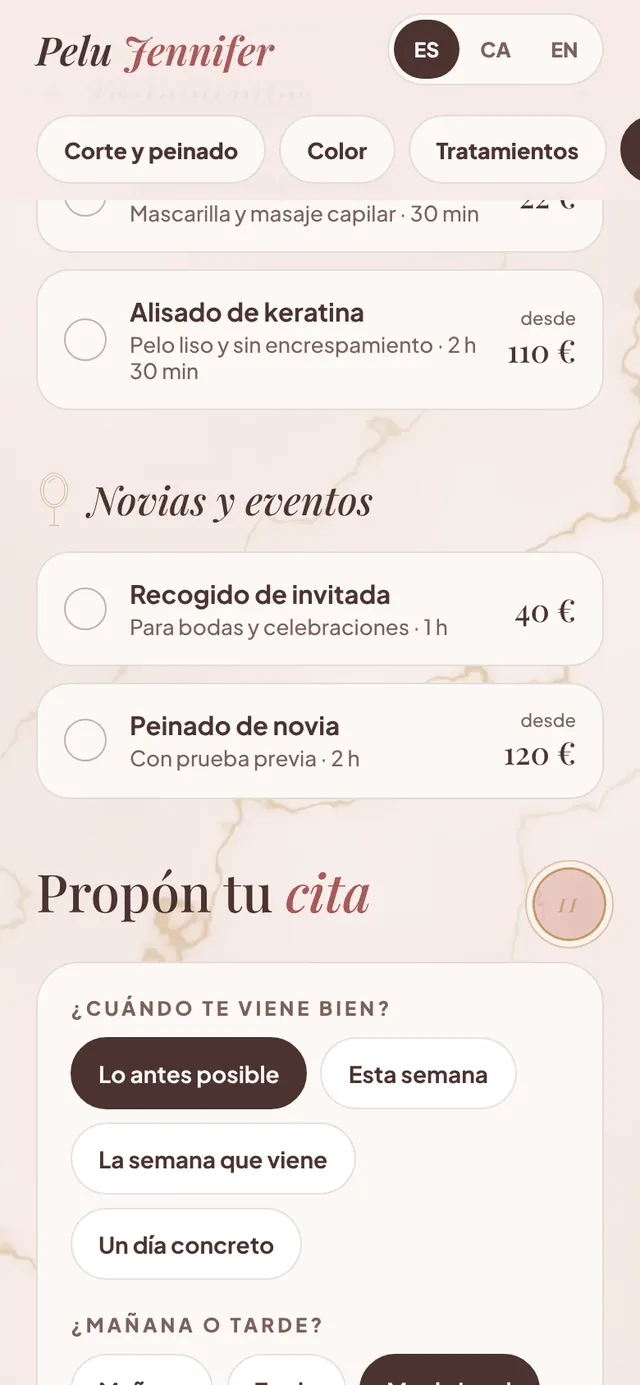 Pelu Jennifer
ES CA EN
Corte y peinado Color Tratamientos
Mascarilla y masaje capilar · 30 min
22 €
Alisado de keratina
Pelo liso y sin encrespamiento · 2 h
30 min
desde
110 €
Novias y eventos
Recogido de invitada
Para bodas y celebraciones · 1 h
40 €
Peinado de novia
Con prueba previa · 2 h
desde
120 €
Propón tu cita
¿CUÁNDO TE VIENE BIEN?
Lo antes posible Esta semana
La semana que viene
Un día concreto
¿MAÑANA O TARDE?